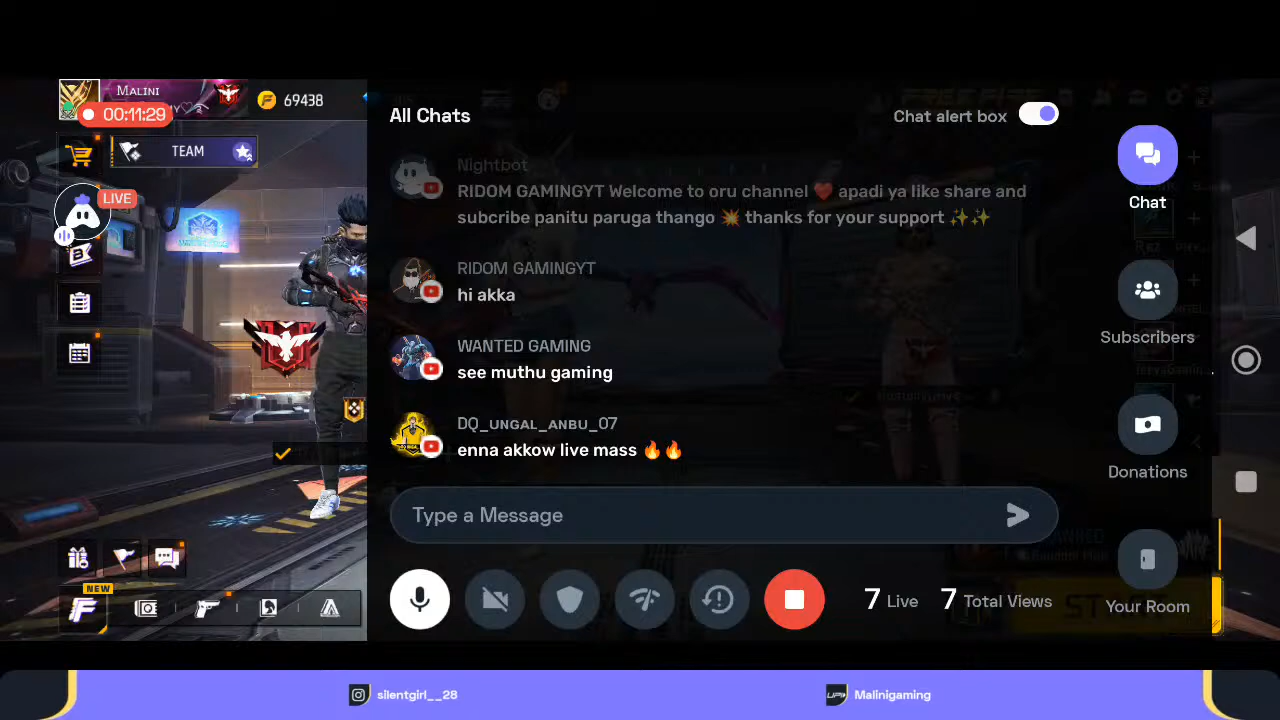 MALINI
69438
00:11:29
TEAM
LIVE
All Chats
Chat alert box
Nightbot
RIDOM GAMINGYT Welcome to oru channel ❤️ apadi ya like share and
subcribe panitu paruga thango 💥 thanks for your support ✨✨
RIDOM GAMINGYT
hi akka
WANTED GAMING
see muthu gaming
DQ_UNGAL_ANBU_07
enna akkow live mass 🔥🔥
Type a Message
7 Live 7 Total Views
Chat
Subscribers
Donations
Your Room
NEW
START
silentgirl__28
Malinigaming